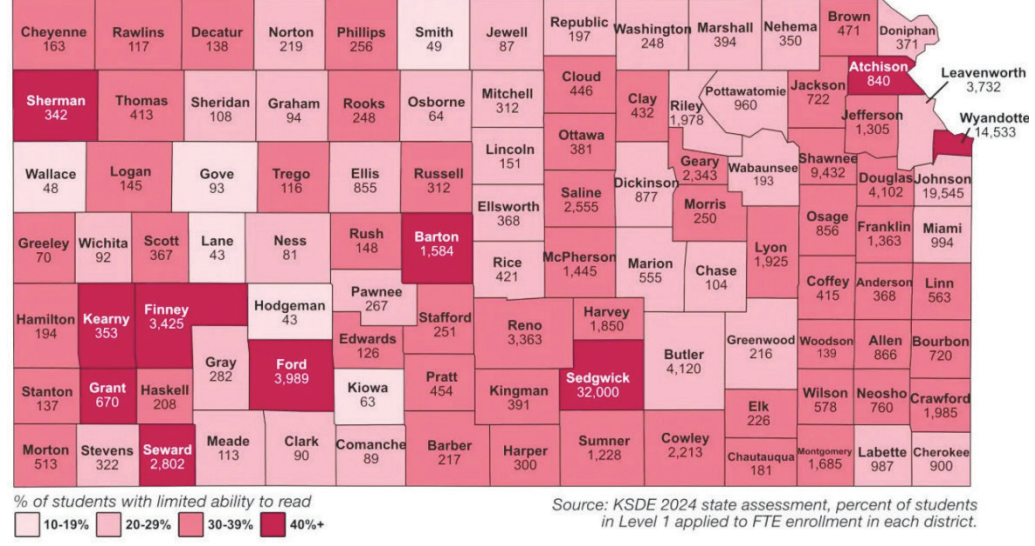 Cheyenne
163
Rawlins
117
Decatur
138
Norton
219
Phillips
256
Smith
49
Jewell
87
Republic
197
Washington
248
Marshall
394
Nehema
350
Brown
471
Doniphan
371
Atchison
840
Leavenworth
3,732
Wyandotte
14,533
Sherman
342
Thomas
413
Sheridan
108
Graham
94
Rooks
248
Osborne
64
Mitchell
312
Cloud
446
Clay
432
Riley
1,978
Pottawatomie
960
Jackson
722
Jefferson
1,305
Ottawa
381
Lincoln
151
Wallace
48
Logan
145
Gove
93
Trego
116
Ellis
855
Russell
312
Ellsworth
368
Saline
2,555
Dickinson
877
Geary
2,343
Wabaunsee
193
Shawnee
9,432
Douglas
4,102
Johnson
19,545
Morris
250
Osage
856
Franklin
1,363
Miami
994
Greeley
70
Wichita
92
Scott
367
Lane
43
Ness
81
Rush
148
Barton
1,584
Rice
421
McPherson
1,445
Marion
555
Chase
104
Lyon
1,925
Coffey
415
Anderson
368
Linn
563
Hamilton
194
Kearny
353
Finney
3,425
Hodgeman
43
Pawnee
267
Stafford
251
Edwards
126
Reno
3,363
Harvey
1,850
Gray
282
Ford
3,989
Kiowa
63
Pratt
454
Kingman
391
Sedgwick
32,000
Butler
4,120
Greenwood
216
Woodson
139
Allen
866
Bourbon
720
Stanton
137
Grant
670
Haskell
208
Elk
226
Wilson
578
Neosho
760
Crawford
1,985
Morton
513
Stevens
322
Seward
2,802
Meade
113
Clark
90
Comanche
89
Barber
217
Harper
300
Sumner
1,228
Cowley
2,213
Chautauqua
181
Montgomery
1,685
Labette
987
Cherokee
900
% of students with limited ability to read
10-19% 20-29% 30-39% 40%+
Source: KSDE 2024 state assessment, percent of students
in Level 1 applied to FTE enrollment in each district.